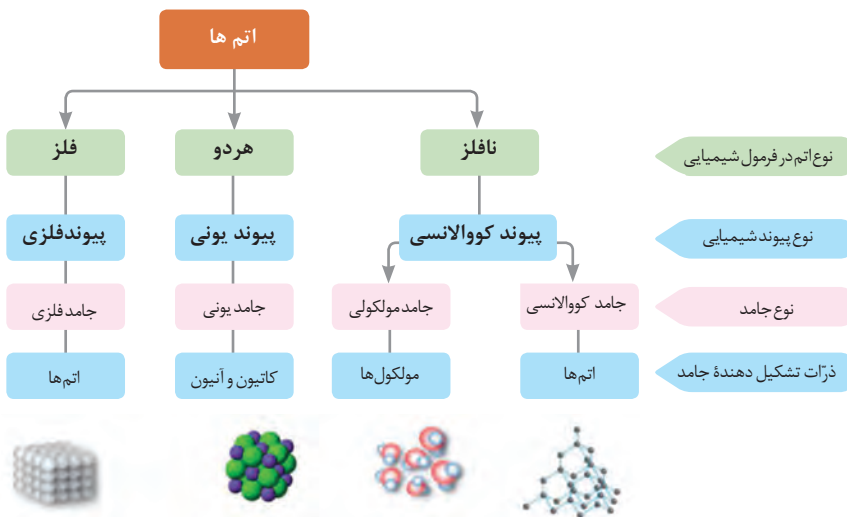 اتم ها
نافلز
هردو
فلز
نوع اتم در فرمول شیمیایی
پیوند کووالانسی
پیوند یونی
پیوند فلزی
نوع پیوند شیمیایی
جامد کووالانسی
جامد مولکولی
جامد یونی
جامد فلزی
نوع جامد
اتم‌ها
مولکول‌ها
کاتیون و آنیون
اتم‌ها
ذرّات تشکیل دهندهٔ جامد